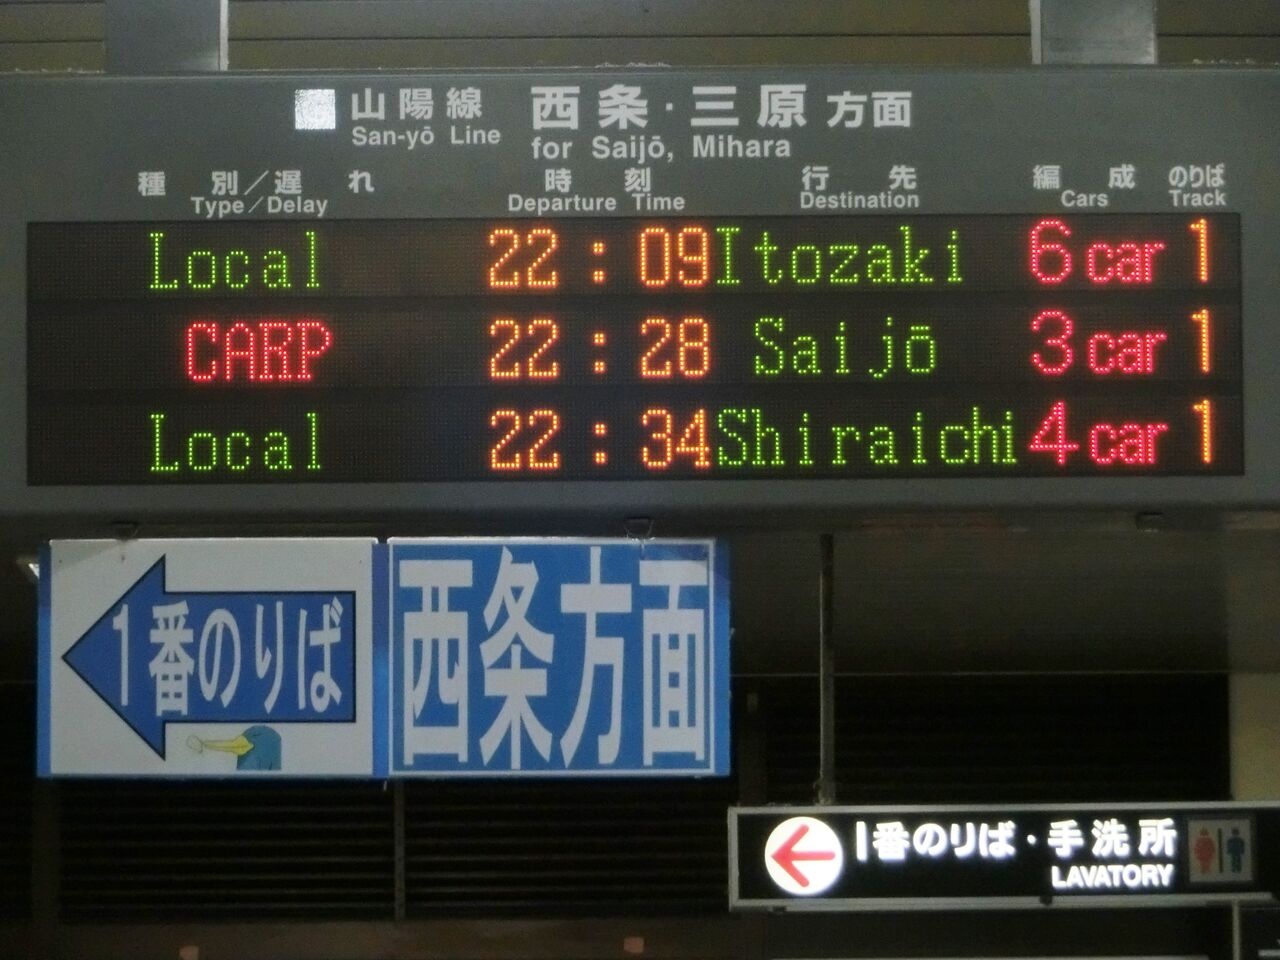 山陽線 西条・三原方面
San-yō Line for Saijō, Mihara
種別/遅れ 時刻 行先 編成 のりば
Type/Delay Departure Time Destination Cars Track
Local 22:09 Itozaki 6car 1
CARP 22:28 Saijō 3car 1
Local 22:34 Shiraichi 4car 1
1番のりば
西条方面
1番のりば・手洗所
LAVATORY